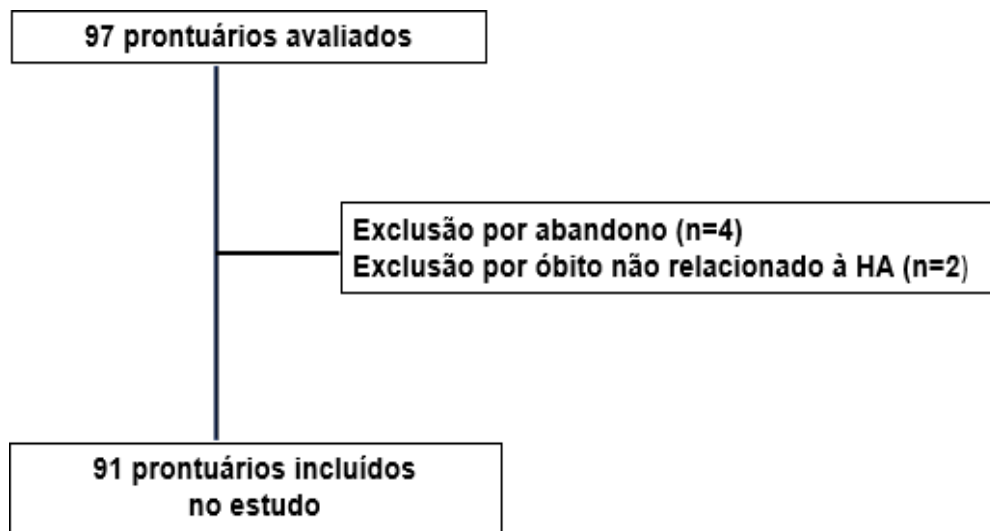 97 prontuários avaliados
Exclusão por abandono (n=4)
Exclusão por óbito não relacionado à HA (n=2)
91 prontuários incluídos
no estudo